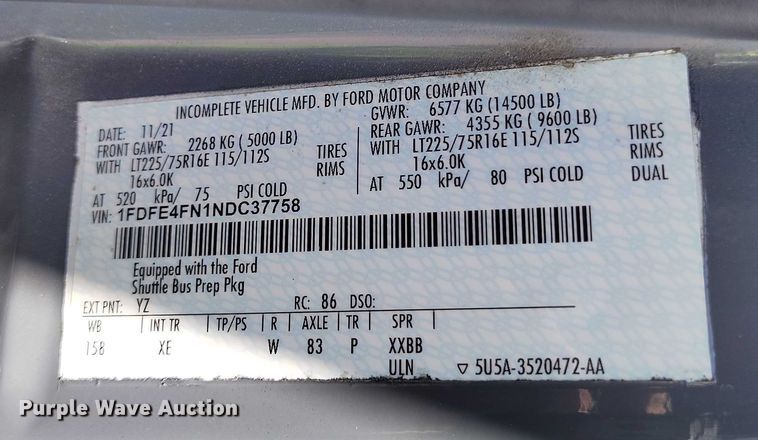 INCOMPLETE VEHICLE MFD. BY FORD MOTOR COMPANY
DATE: 11/21 GVWR: 6577 KG (14500 LB)
FRONT GAWR: 2268 KG ( 5000 LB) REAR GAWR: 4355 KG ( 9600 LB)
WITH LT225/75R16E 115/112S TIRES WITH LT225/75R16E 115/112S TIRES
16x6.0K RIMS 16x6.0K RIMS
AT 520 kPa/ 75 PSI COLD AT 550 kPa/ 80 PSI COLD DUAL
VIN: 1FDFE4FN1NDC37758
Equipped with the Ford
Shuttle Bus Prep Pkg
EXT PNT: YZ RC: 86 DSO:
WB INT TR TP/PS R AXLE TR SPR
158 XE W 83 P XXBB
ULN ▽ 5U5A-3520472-AA
Purple Wave Auction